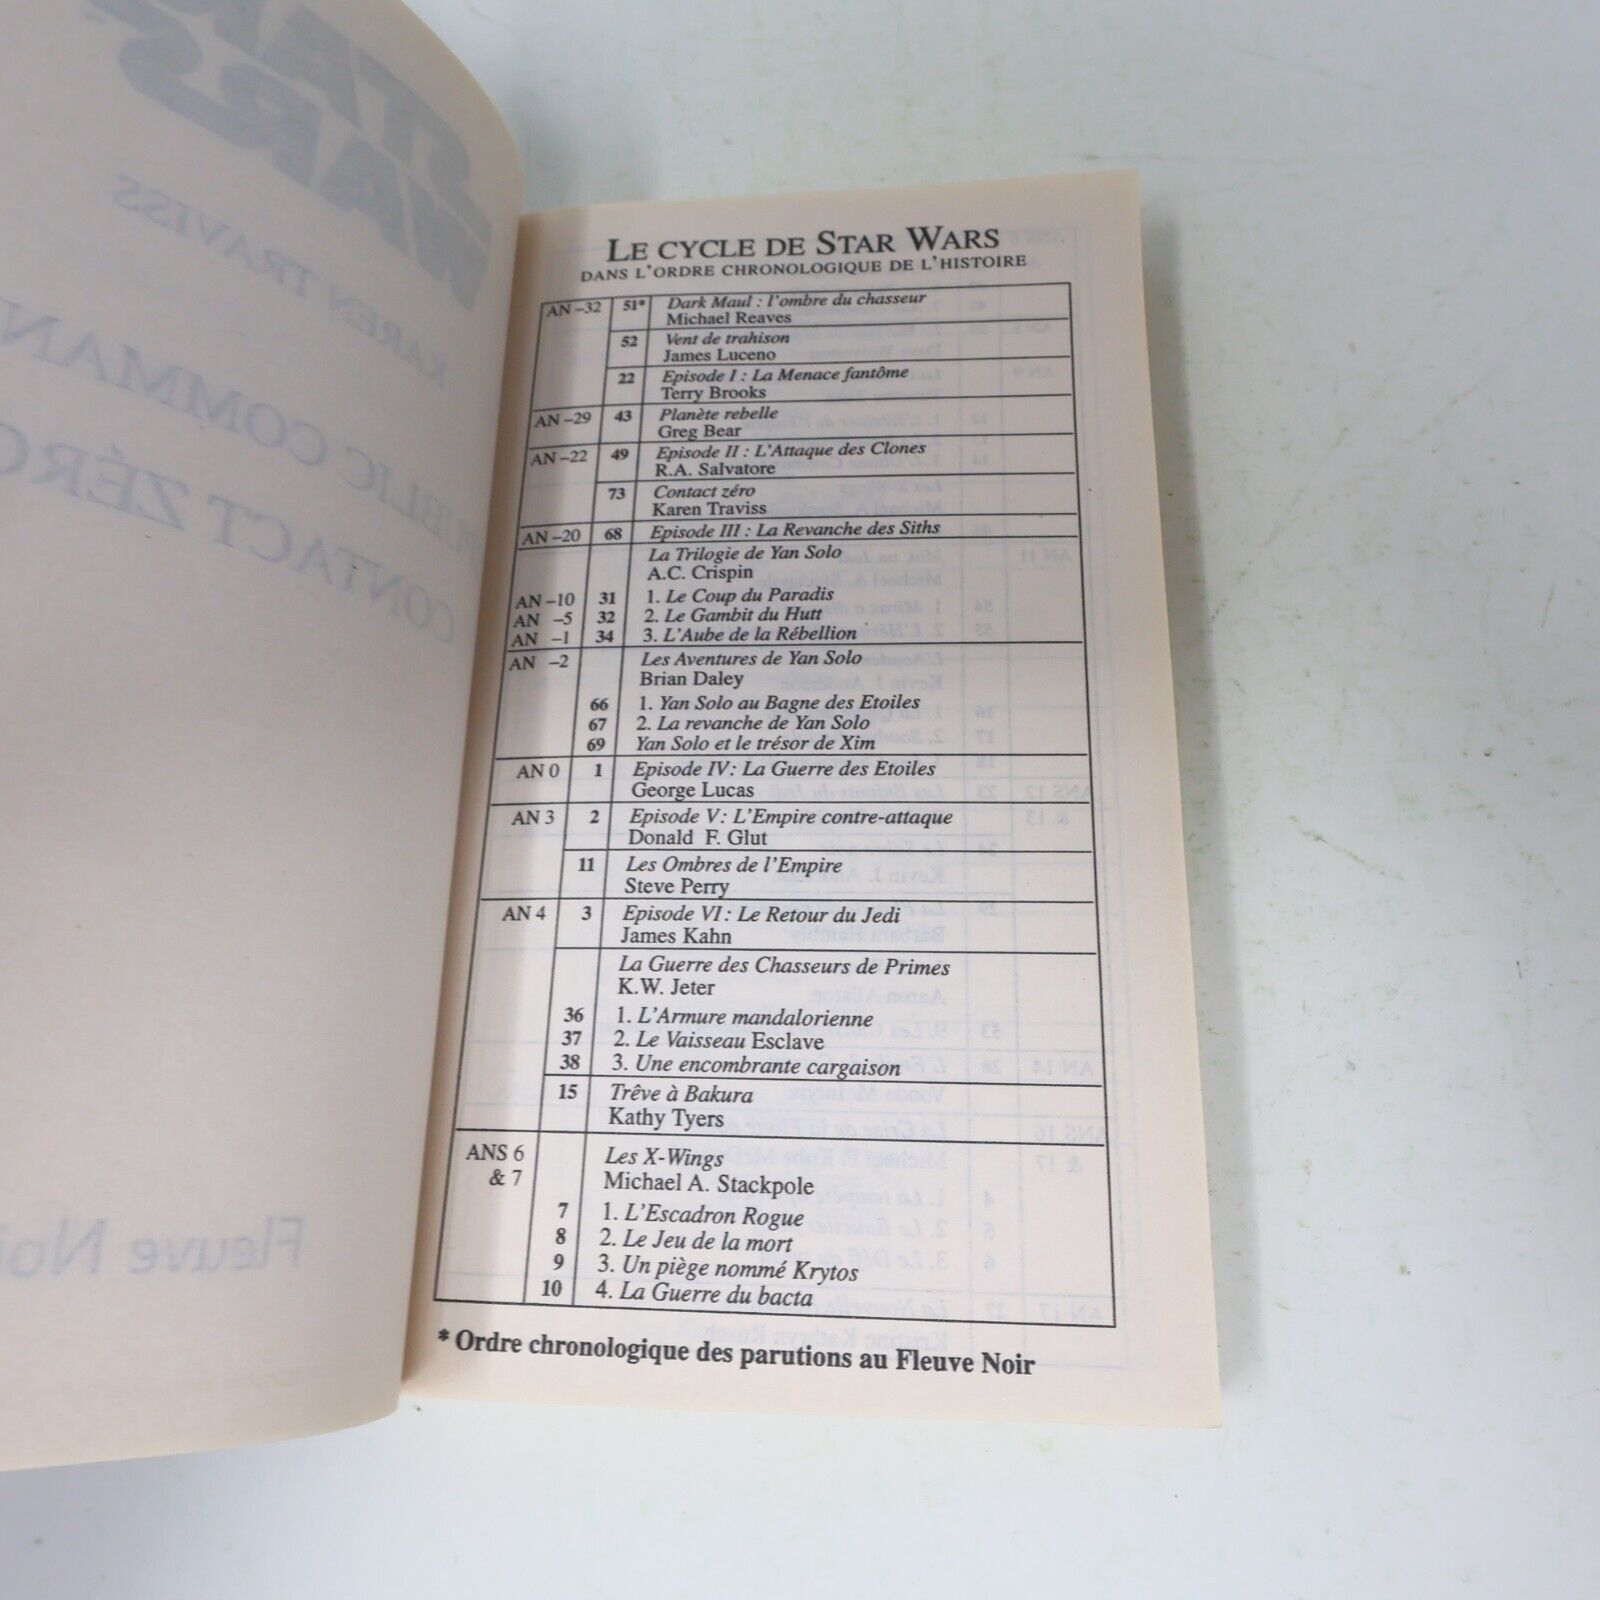 STAR
WARS
KAREN TRAVISS
CONTACT ZÉRO
Fleuve Noi
LE CYCLE DE STAR WARS
DANS L'ORDRE CHRONOLOGIQUE DE L'HISTOIRE
AN –32 51* Dark Maul : l'ombre du chasseur
Michael Reaves
52 Vent de trahison
James Luceno
22 Episode I : La Menace fantôme
Terry Brooks
AN –29 43 Planète rebelle
Greg Bear
AN –22 49 Episode II : L'Attaque des Clones
R.A. Salvatore
73 Contact zéro
Karen Traviss
AN –20 68 Episode III : La Revanche des Siths
La Trilogie de Yan Solo
A.C. Crispin
AN –10 31 1. Le Coup du Paradis
AN –5 32 2. Le Gambit du Hutt
AN –1 34 3. L'Aube de la Rébellion
AN –2 Les Aventures de Yan Solo
Brian Daley
66 1. Yan Solo au Bagne des Etoiles
67 2. La revanche de Yan Solo
69 Yan Solo et le trésor de Xim
AN 0 1 Episode IV : La Guerre des Etoiles
George Lucas
AN 3 2 Episode V : L'Empire contre-attaque
Donald F. Glut
11 Les Ombres de l'Empire
Steve Perry
AN 4 3 Episode VI : Le Retour du Jedi
James Kahn
La Guerre des Chasseurs de Primes
K.W. Jeter
36 1. L'Armure mandalorienne
37 2. Le Vaisseau Esclave
38 3. Une encombrante cargaison
15 Trêve à Bakura
Kathy Tyers
ANS 6 Les X-Wings
& 7 Michael A. Stackpole
7 1. L'Escadron Rogue
8 2. Le Jeu de la mort
9 3. Un piège nommé Krytos
10 4. La Guerre du bacta
* Ordre chronologique des parutions au Fleuve Noir